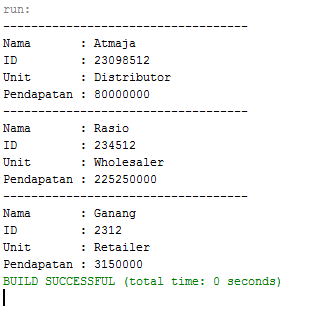 run:
-----------------------------------
Nama       : Atmaja
ID         : 23098512
Unit       : Distributor
Pendapatan : 80000000
-----------------------------------
Nama       : Rasio
ID         : 234512
Unit       : Wholesaler
Pendapatan : 225250000
-----------------------------------
Nama       : Ganang
ID         : 2312
Unit       : Retailer
Pendapatan : 3150000
BUILD SUCCESSFUL (total time: 0 seconds)